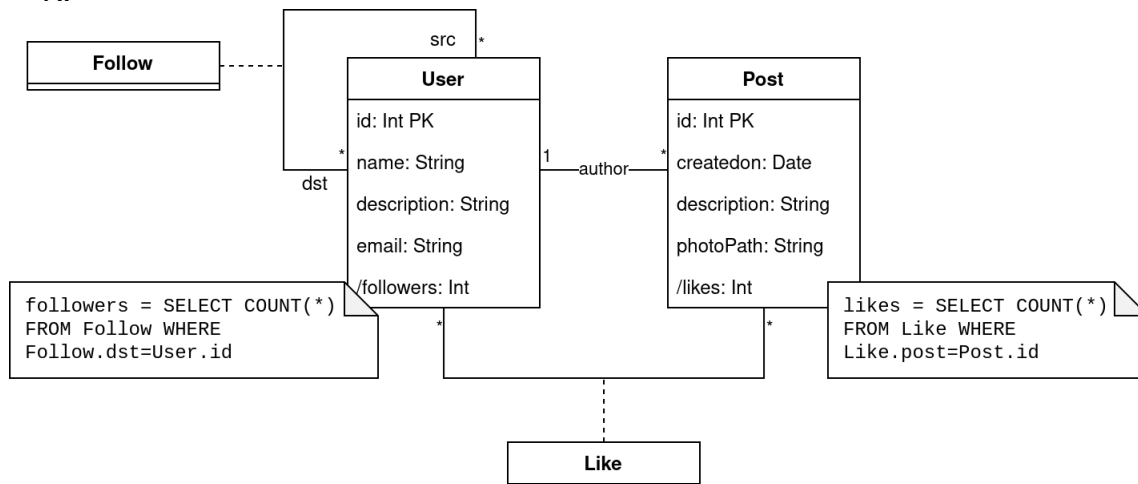 src
*
Follow
User
Post
id: Int PK
id: Int PK
*
name: String
1
author
*
createdon: Date
dst
description: String
description: String
email: String
photoPath: String
/followers: Int
/likes: Int
followers = SELECT COUNT(*)
FROM Follow WHERE
Follow.dst=User.id
*
*
likes = SELECT COUNT(*)
FROM Like WHERE
Like.post=Post.id
Like